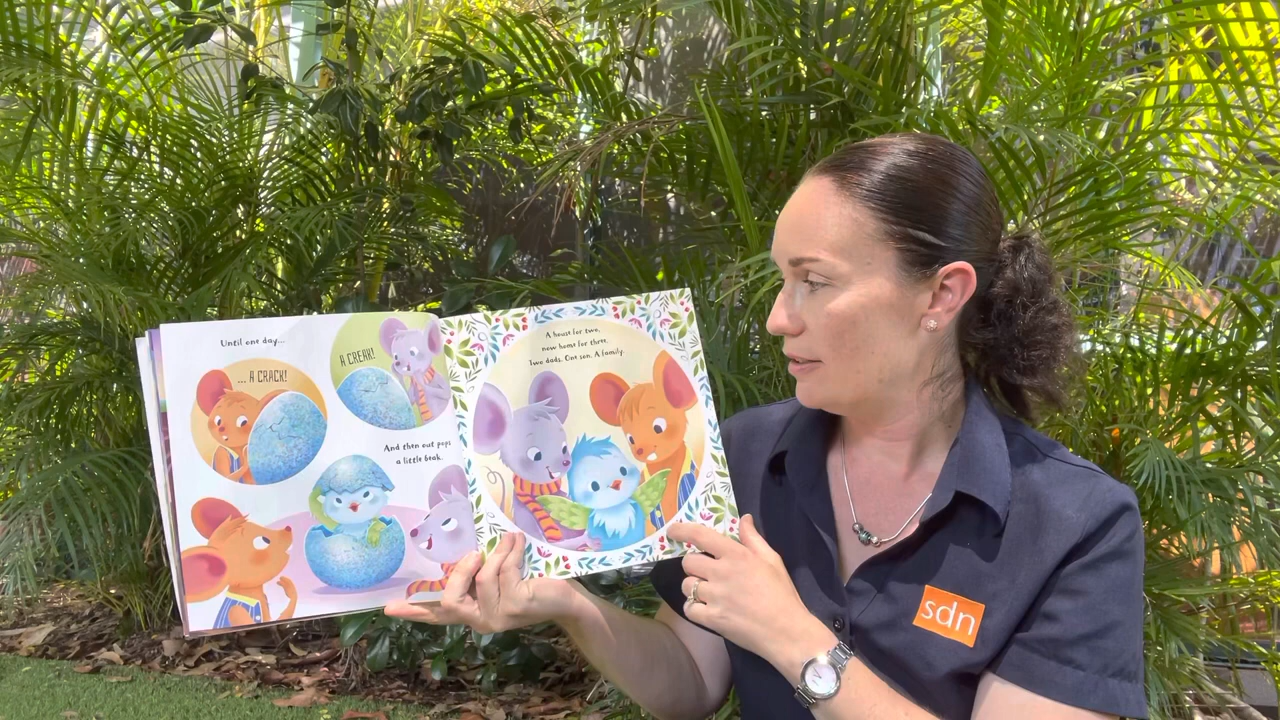 Until one day...
... A CRACK!
A CREAK!
And then out pops
a little beak.
A house for two,
now home for three.
Two dads. One son. A family.
sdn